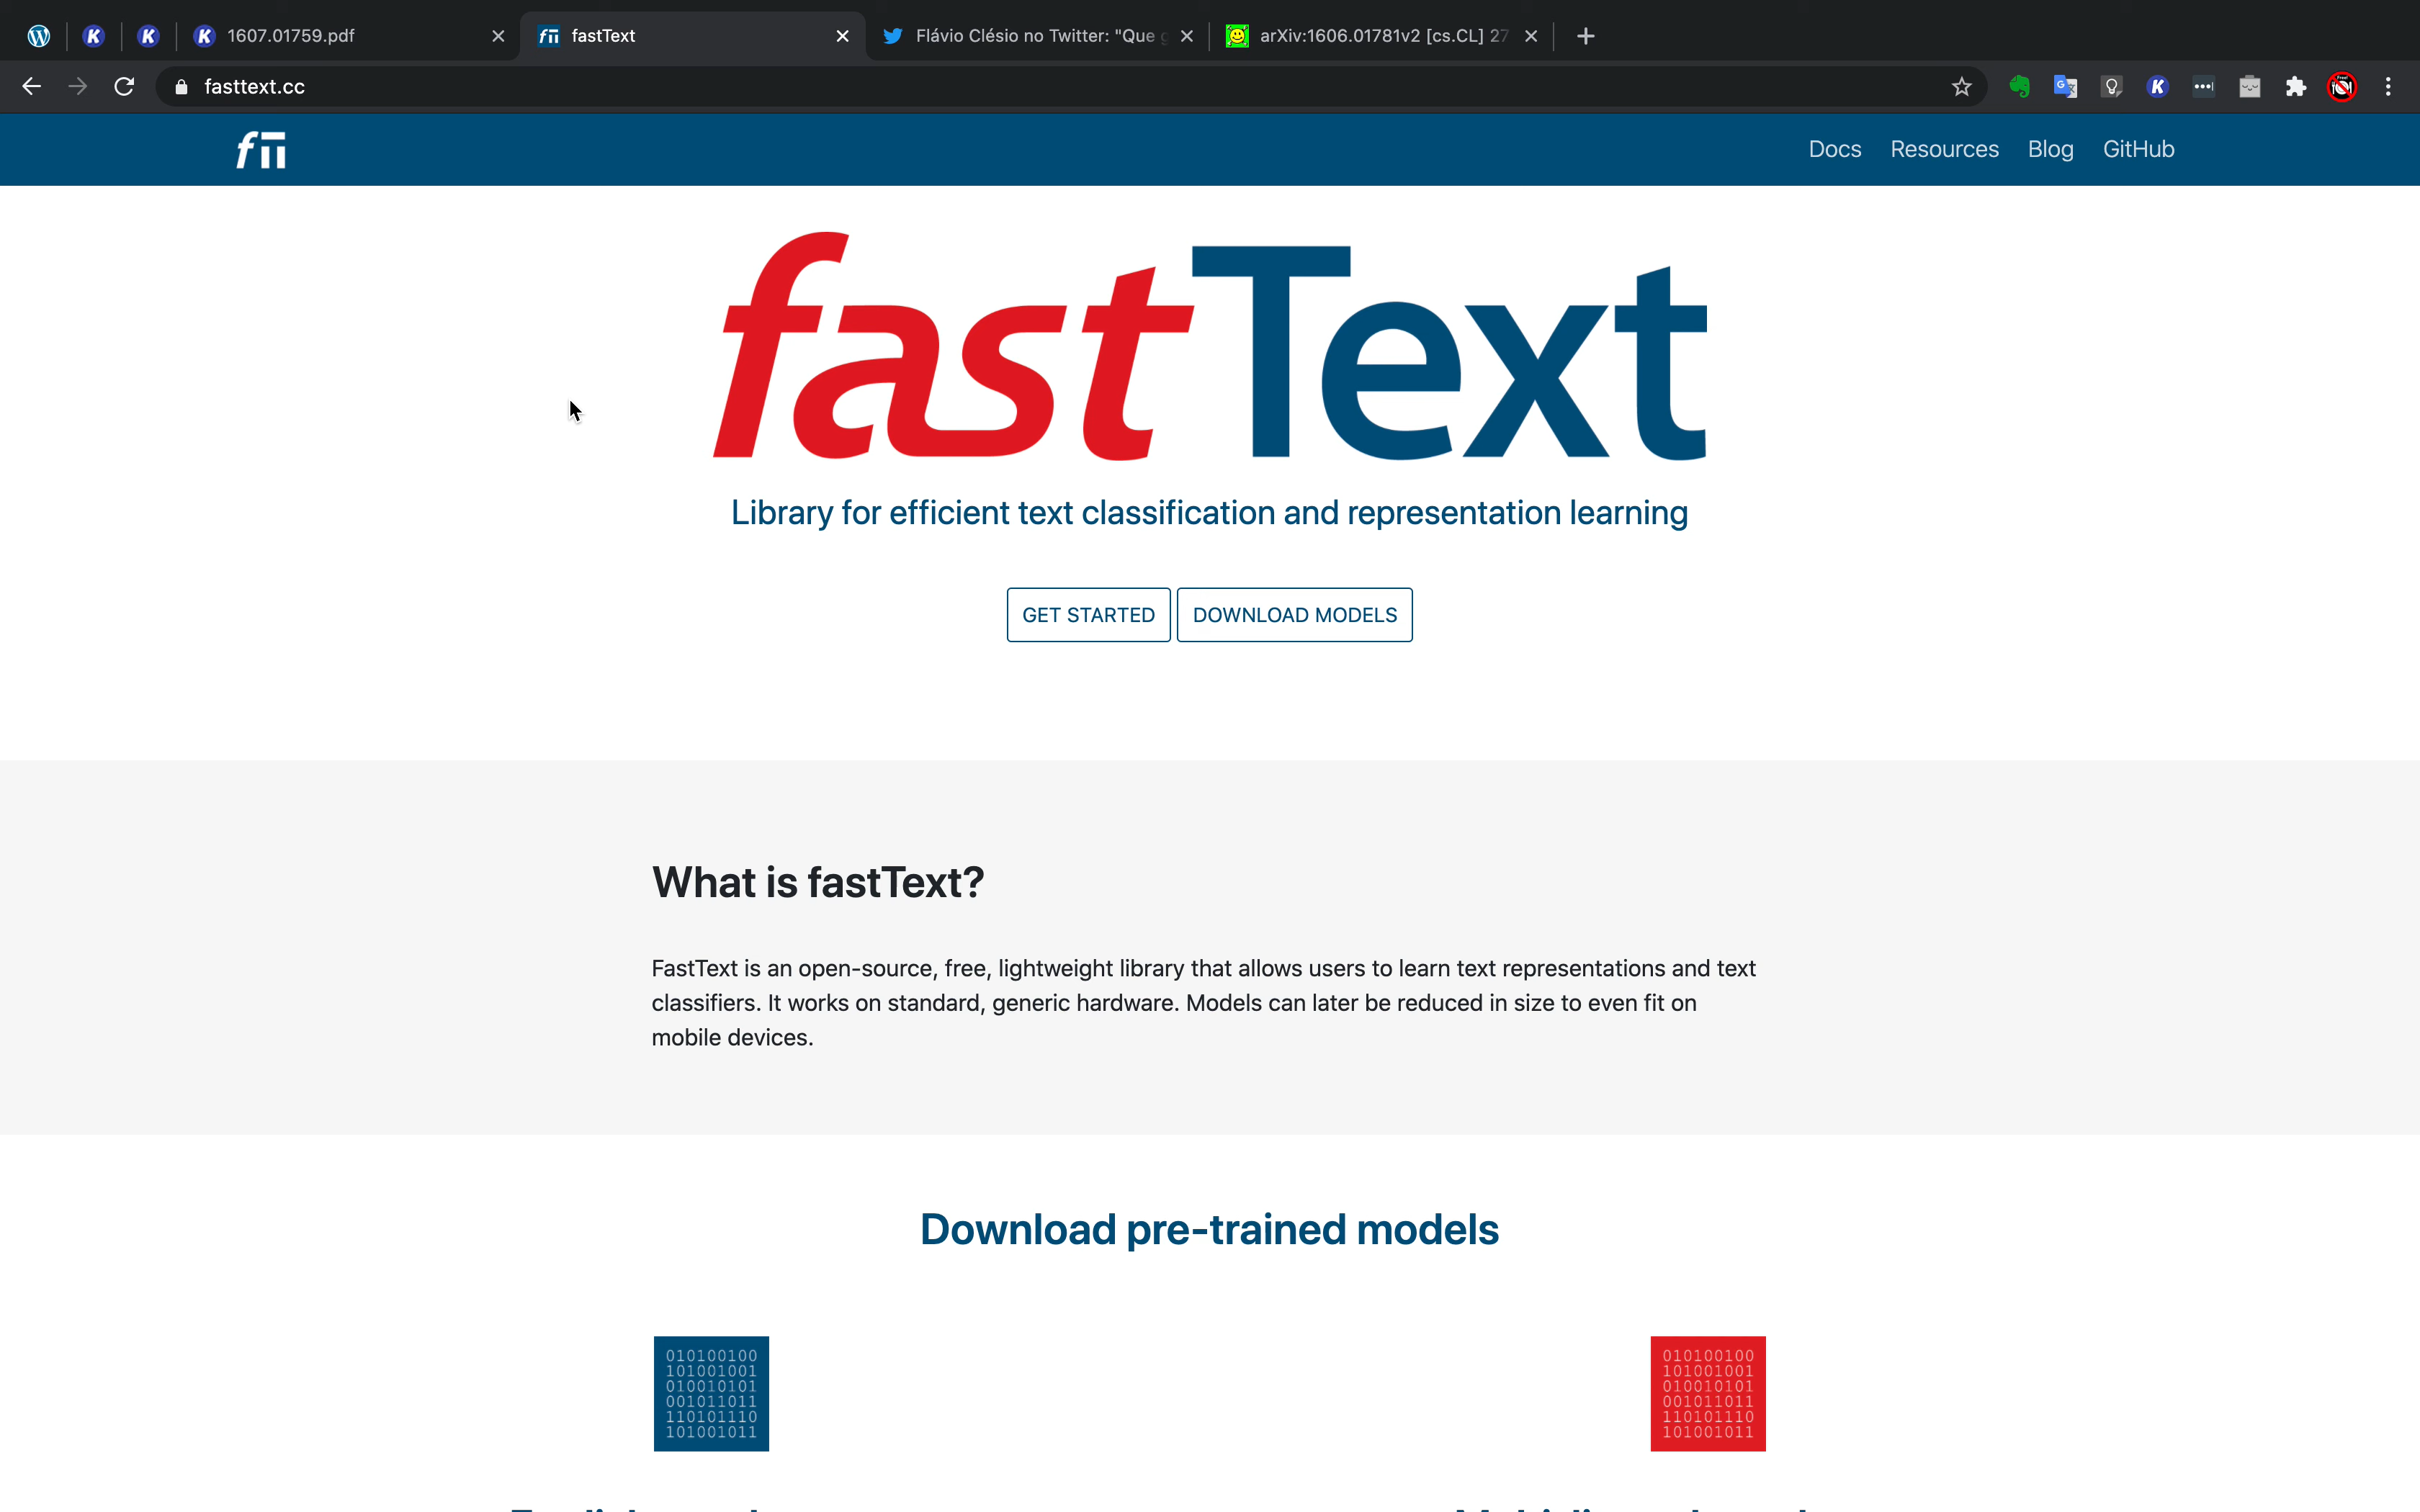 1607.01759.pdf
fastText
Flávio Clésio no Twitter: "Que
arXiv:1606.01781v2 [cs.CL] 27
fasttext.cc
Docs Resources Blog GitHub
fastText
Library for efficient text classification and representation learning
GET STARTED DOWNLOAD MODELS
What is fastText?
FastText is an open-source, free, lightweight library that allows users to learn text representations and text
classifiers. It works on standard, generic hardware. Models can later be reduced in size to even fit on
mobile devices.
Download pre-trained models
010100100 010100100
101001001 101001001
010010101 010010101
001011011 001011011
110101110 110101110
101001011 101001011